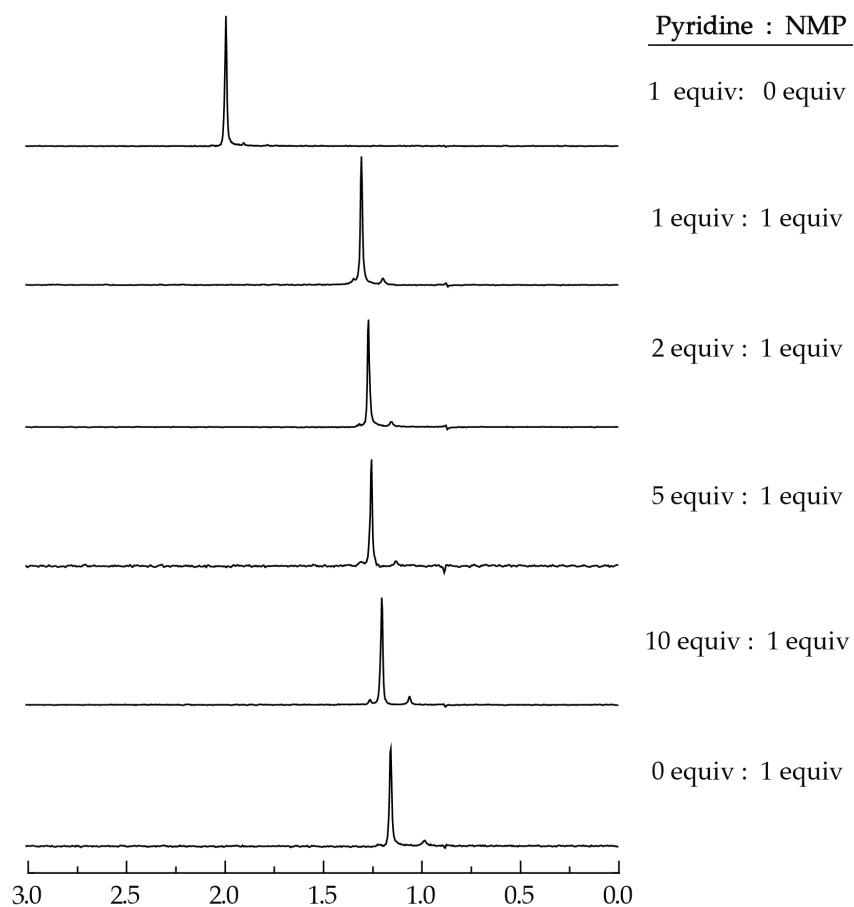 Pyridine : NMP
1 equiv: 0 equiv
1 equiv : 1 equiv
2 equiv : 1 equiv
5 equiv : 1 equiv
10 equiv : 1 equiv
0 equiv : 1 equiv
3.0 2.5 2.0 1.5 1.0 0.5 0.0